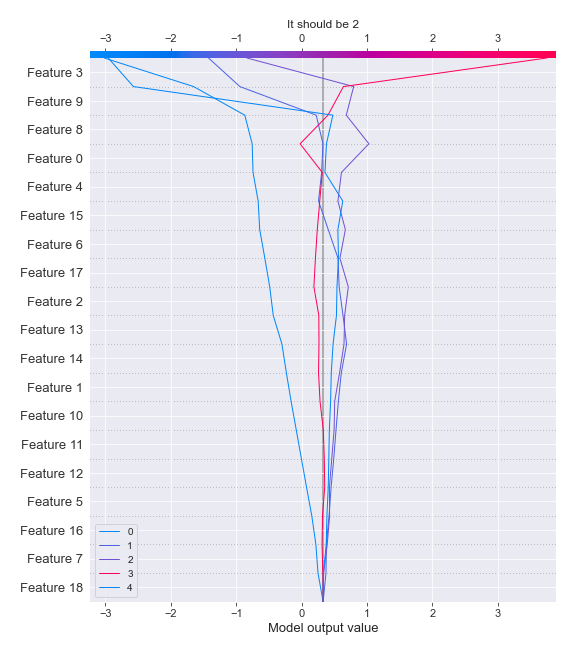 It should be 2
−3 −2 −1 0 1 2 3
Feature 3
Feature 9
Feature 8
Feature 0
Feature 4
Feature 15
Feature 6
Feature 17
Feature 2
Feature 13
Feature 14
Feature 1
Feature 10
Feature 11
Feature 12
Feature 5
Feature 16
Feature 7
Feature 18
0
1
2
3
4
−3 −2 −1 0 1 2 3
Model output value